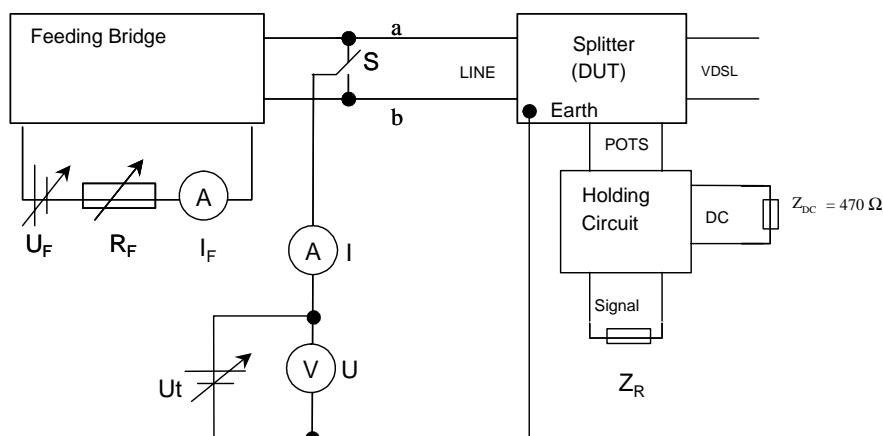 Feeding Bridge
a
S
LINE
b
Splitter
(DUT)
VDSL
Earth
POTS
A
U_F
R_F
I_F
Holding
Circuit
DC
Z_DC = 470 Ω
A
I
Signal
V
U
Ut
Z_R